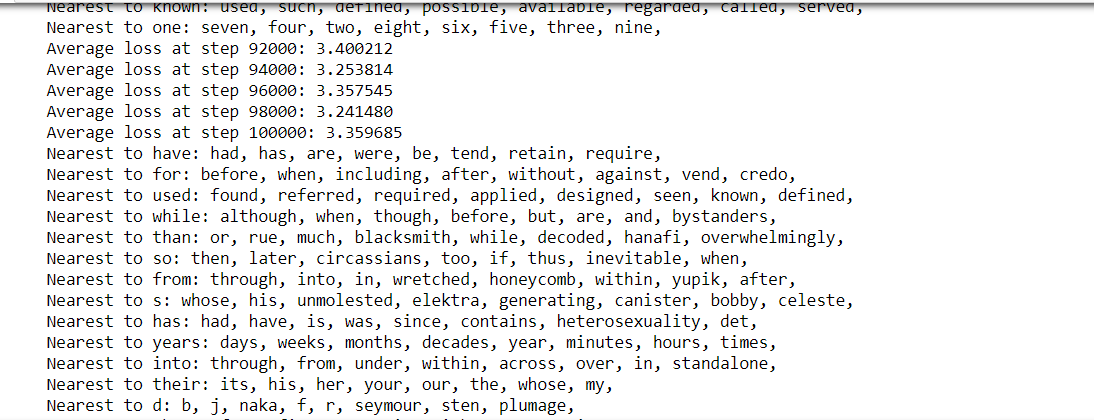 Nearest to known: used, such, defined, possible, available, regarded, called, served,
Nearest to one: seven, four, two, eight, six, five, three, nine,
Average loss at step 92000: 3.400212
Average loss at step 94000: 3.253814
Average loss at step 96000: 3.357545
Average loss at step 98000: 3.241480
Average loss at step 100000: 3.359685
Nearest to have: had, has, are, were, be, tend, retain, require,
Nearest to for: before, when, including, after, without, against, vend, credo,
Nearest to used: found, referred, required, applied, designed, seen, known, defined,
Nearest to while: although, when, though, before, but, are, and, bystanders,
Nearest to than: or, rue, much, blacksmith, while, decoded, hanafi, overwhelmingly,
Nearest to so: then, later, circassians, too, if, thus, inevitable, when,
Nearest to from: through, into, in, wretched, honeycomb, within, yupik, after,
Nearest to s: whose, his, unmolested, elektra, generating, canister, bobby, celeste,
Nearest to has: had, have, is, was, since, contains, heterosexuality, det,
Nearest to years: days, weeks, months, decades, year, minutes, hours, times,
Nearest to into: through, from, under, within, across, over, in, standalone,
Nearest to their: its, his, her, your, our, the, whose, my,
Nearest to d: b, j, naka, f, r, seymour, sten, plumage,